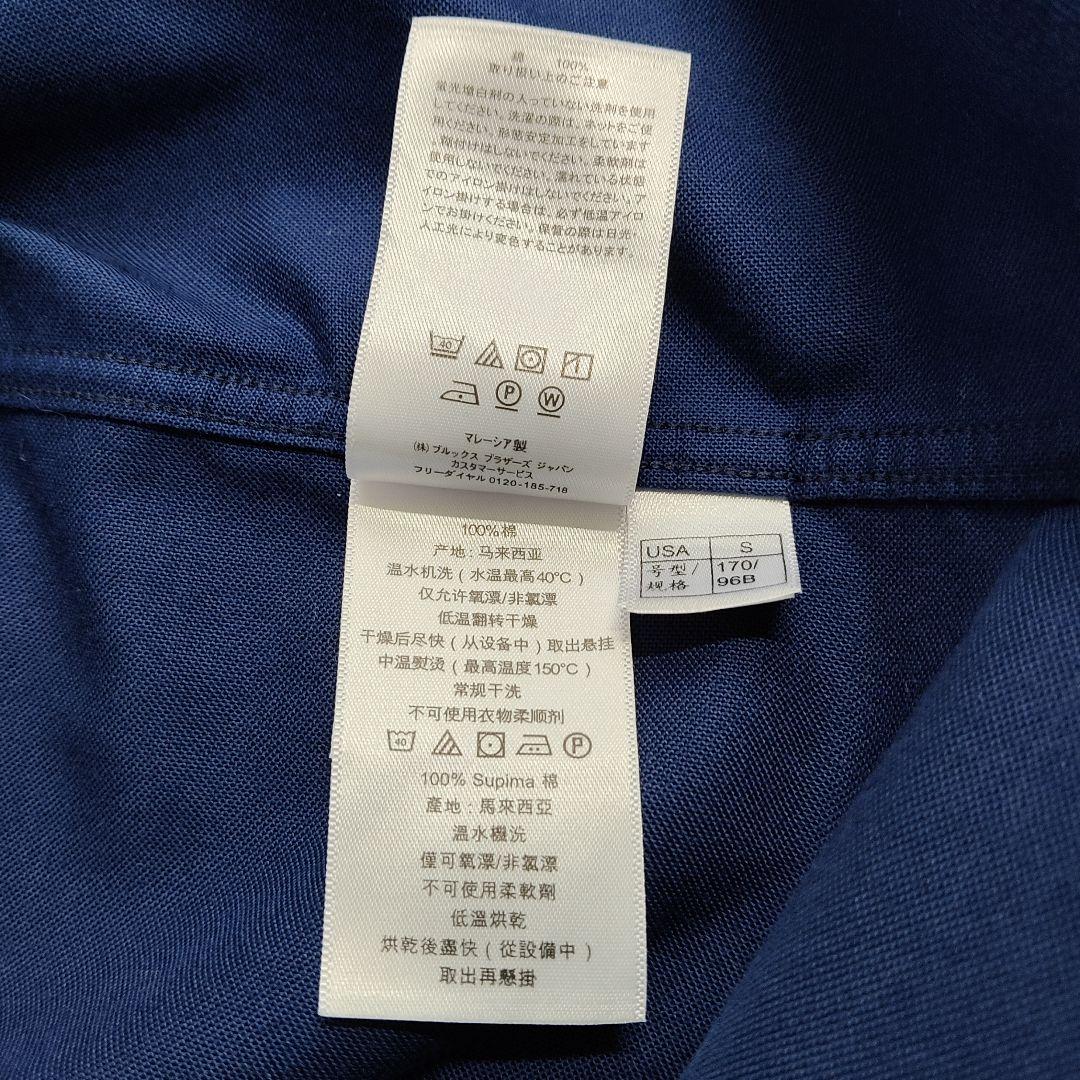 綿 100%
取り扱い上のご注意
蛍光増白剤の入っていない洗剤を使用
してください。洗濯の際は、ネットをご使
用ください。形態安定加工をしています
糊付けはしないでください。柔軟剤は
使用しないでください。濡れている状態
でのアイロン掛けはしないでください。ア
イロン掛けする場合は、必ず低温アイロ
ンでお掛けください。保管の際は日光・
人工光により変色することがあります。
40
P W
マレーシア製
(株)ブルックス ブラザーズ ジャパン
カスタマーサービス
フリーダイヤル 0120-185-718
100%棉
产地：马来西亚
温水机洗（水温最高40°C）
仅允许氧漂/非氯漂
低温翻转干燥
干燥后尽快（从设备中）取出悬挂
中温熨烫（最高温度150°C）
常规干洗
不可使用衣物柔顺剂
40 P
100% Supima 棉
產地：馬來西亞
溫水機洗
僅可氧漂/非氯漂
不可使用柔軟劑
低溫烘乾
烘乾後盡快（從設備中）
取出再懸掛
USA S
号型/ 170/
规格 96B